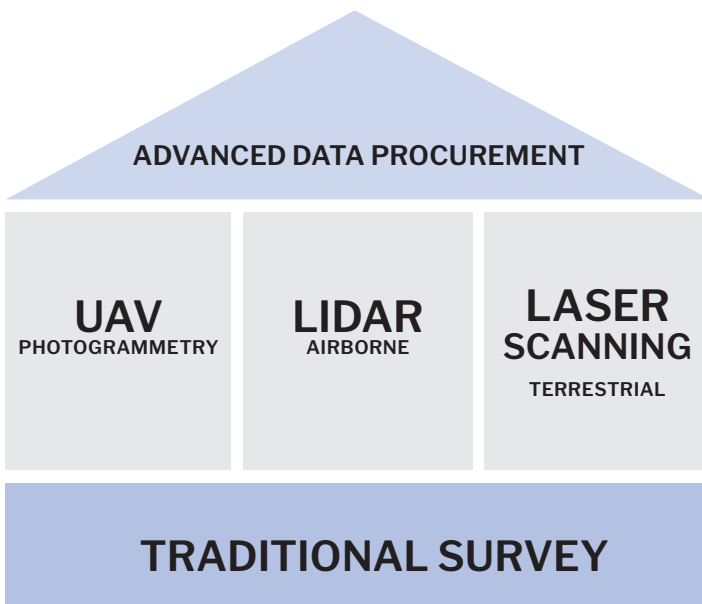 ADVANCED DATA PROCUREMENT
UAV
PHOTOGRAMMETRY
LIDAR
AIRBORNE
LASER
SCANNING
TERRESTRIAL
TRADITIONAL SURVEY